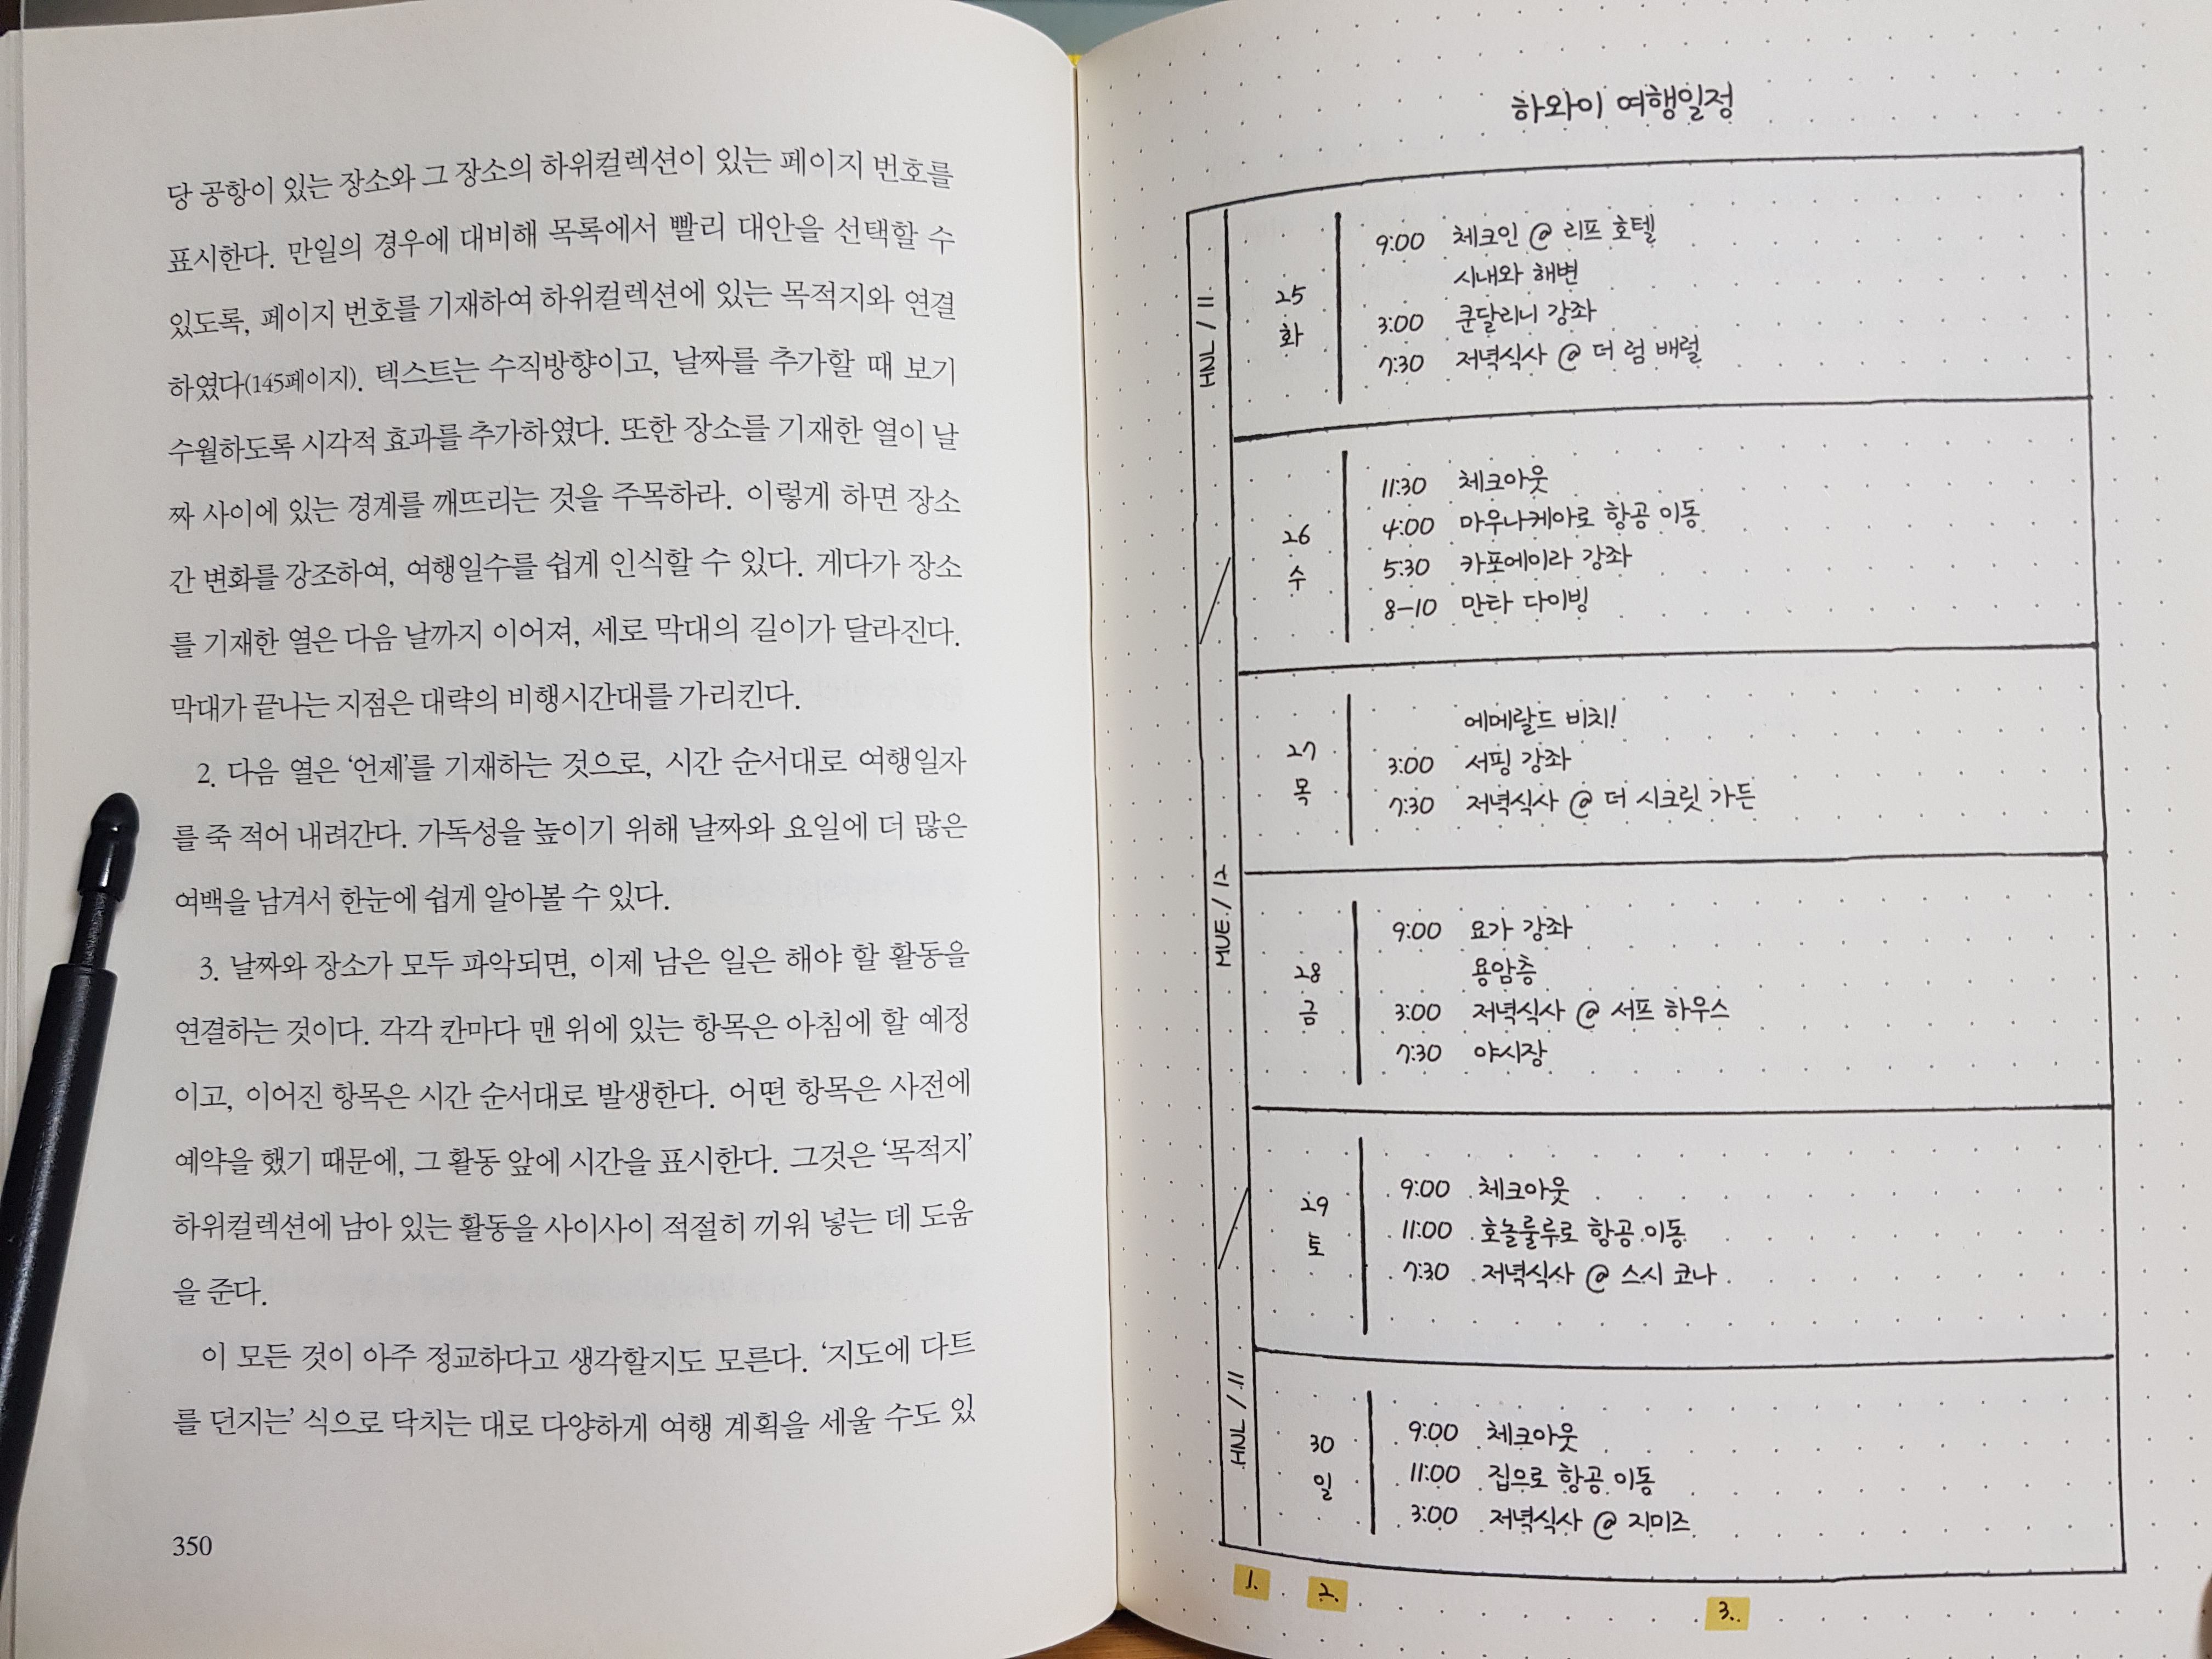 당 공항이 있는 장소와 그 장소의 하위컬렉션이 있는 페이지 번호를
표시한다. 만일의 경우에 대비해 목록에서 빨리 대안을 선택할 수
있도록, 페이지 번호를 기재하여 하위컬렉션에 있는 목적지와 연결
하였다(145페이지). 텍스트는 수직방향이고, 날짜를 추가할 때 보기
수월하도록 시각적 효과를 추가하였다. 또한 장소를 기재한 열이 날
짜 사이에 있는 경계를 깨뜨리는 것을 주목하라. 이렇게 하면 장소
간 변화를 강조하여, 여행일수를 쉽게 인식할 수 있다. 게다가 장소
를 기재한 열은 다음 날까지 이어져, 세로 막대의 길이가 달라진다.
막대가 끝나는 지점은 대략의 비행시간대를 가리킨다.
2. 다음 열은 ‘언제’를 기재하는 것으로, 시간 순서대로 여행일자
를 죽 적어 내려간다. 가독성을 높이기 위해 날짜와 요일에 더 많은
여백을 남겨서 한눈에 쉽게 알아볼 수 있다.
3. 날짜와 장소가 모두 파악되면, 이제 남은 일은 해야 할 활동을
연결하는 것이다. 각각 칸마다 맨 위에 있는 항목은 아침에 할 예정
이고, 이어진 항목은 시간 순서대로 발생한다. 어떤 항목은 사전에
예약을 했기 때문에, 그 활동 앞에 시간을 표시한다. 그것은 ‘목적지’
하위컬렉션에 남아 있는 활동을 사이사이 적절히 끼워 넣는 데 도움
을 준다.
이 모든 것이 아주 정교하다고 생각할지도 모른다. ‘지도에 다트
를 던지는’ 식으로 닥치는 대로 다양하게 여행 계획을 세울 수도 있
350
하와이 여행일정
HNL / 11
25
화
9:00 체크인 @ 리프 호텔
시내와 해변
3:00 쿤달리니 강좌
7:30 저녁식사 @ 더 럼 배럴
26
수
11:30 체크아웃
4:00 마우나케아로 항공 이동
5:30 카포에이라 강좌
8-10 만타 다이빙
MUE / 12
27
목
에메랄드 비치!
3:00 서핑 강좌
7:30 저녁식사 @ 더 시크릿 가든
28
금
9:00 요가 강좌
용암층
3:00 저녁식사 @ 서프 하우스
7:30 야시장
29
토
9:00 체크아웃
11:00 호놀룰루로 항공 이동
7:30 저녁식사 @ 스시 코나
HNL / 11
30
일
9:00 체크아웃
11:00 집으로 항공 이동
3:00 저녁식사 @ 지미즈
1.
2.
3.